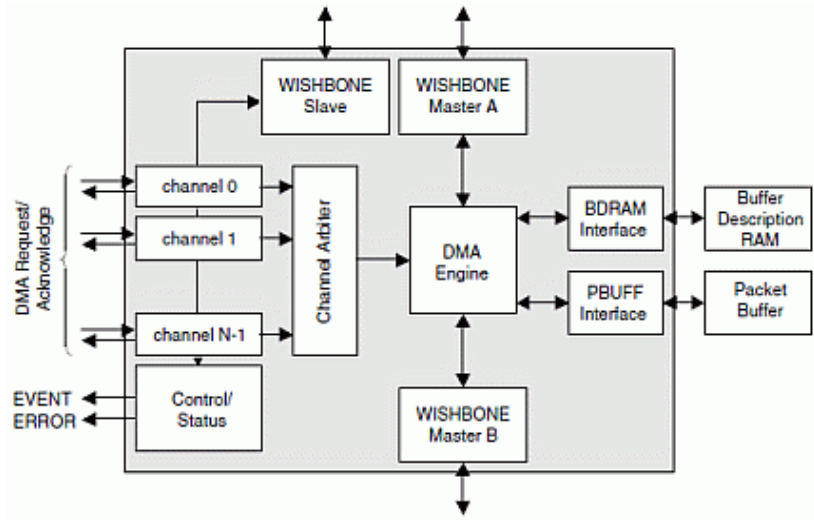 WISHBONE
Slave
WISHBONE
Master A
channel 0
channel 1
channel N-1
DMA Request/
Acknowledge
Channel Arbiter
DMA
Engine
BDRAM
Interface
Buffer
Description
RAM
PBUFF
Interface
Packet
Buffer
Control/
Status
EVENT
ERROR
WISHBONE
Master B